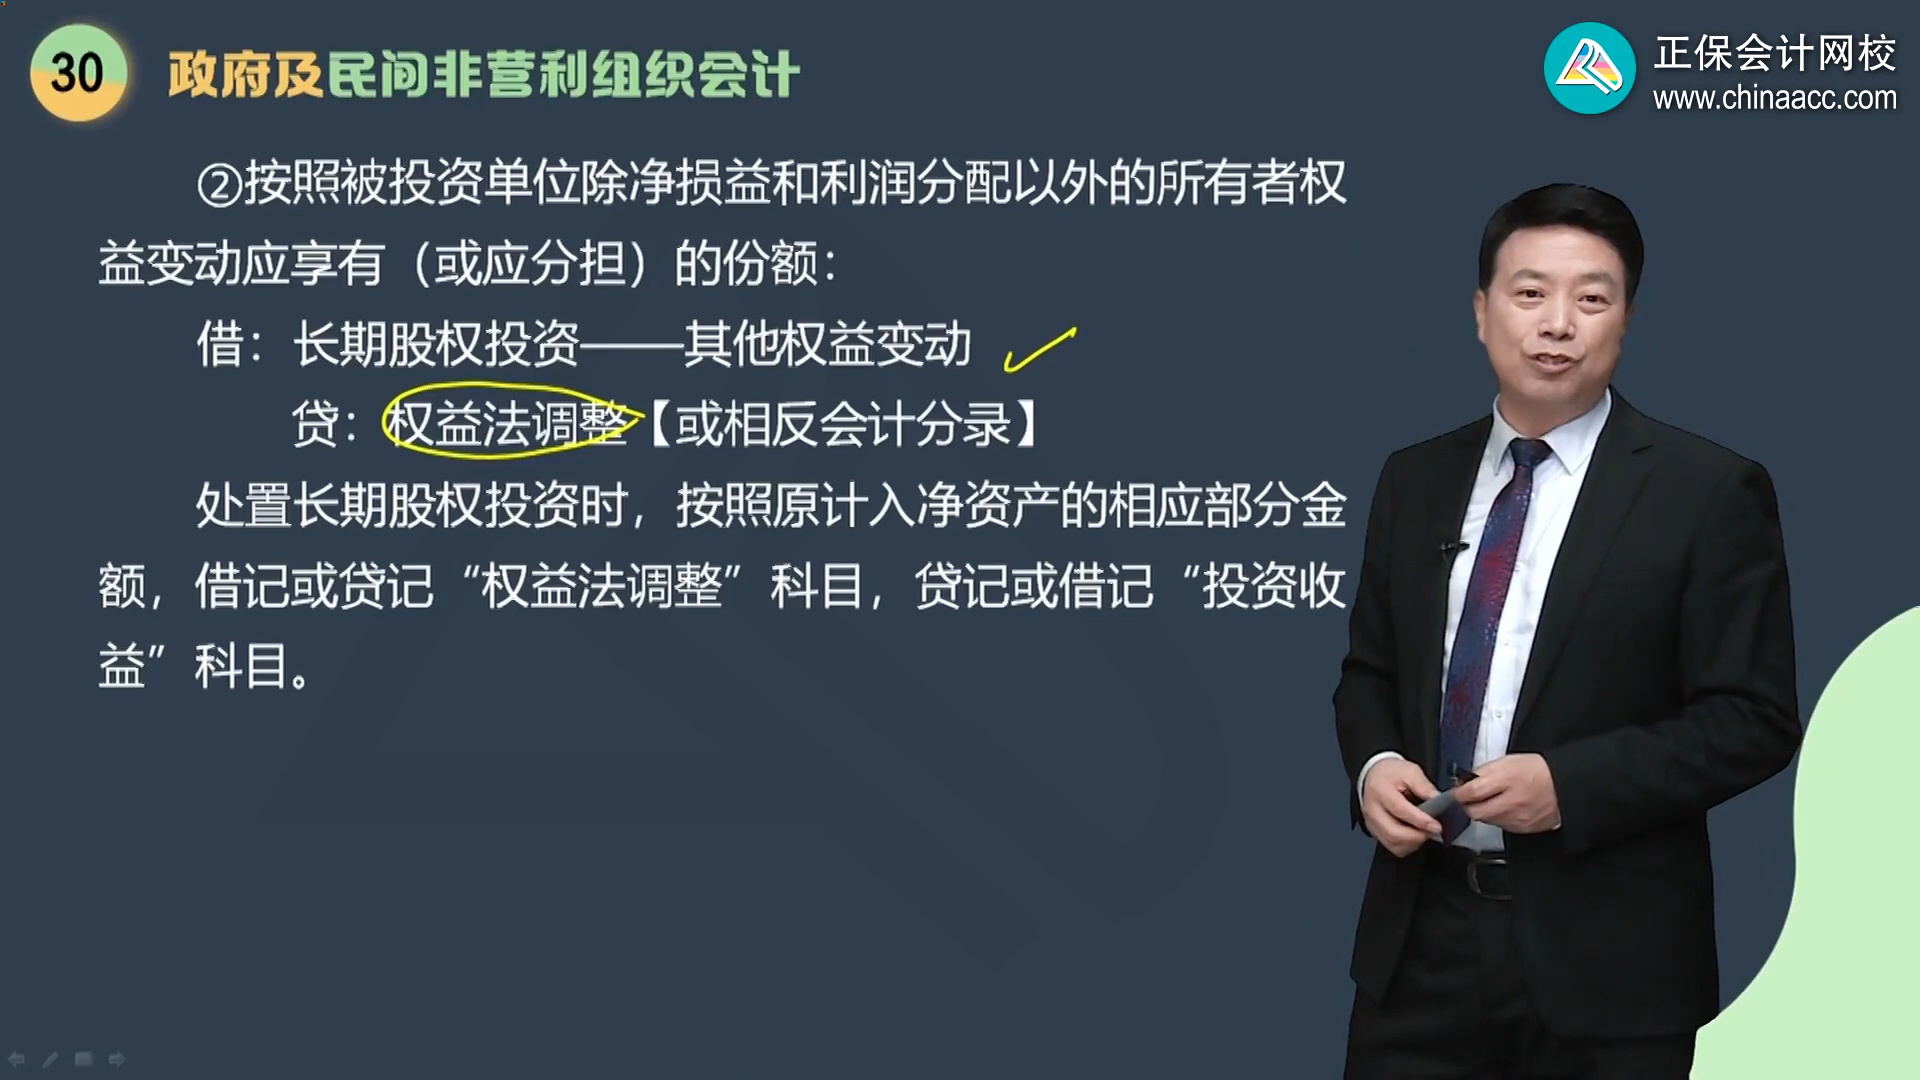 30 政府及民间非营利组织会计
正保会计网校
www.chinaacc.com
②按照被投资单位除净损益和利润分配以外的所有者权
益变动应享有（或应分担）的份额：
借：长期股权投资——其他权益变动
贷：权益法调整【或相反会计分录】
处置长期股权投资时，按照原计入净资产的相应部分金
额，借记或贷记“权益法调整”科目，贷记或借记“投资收
益”科目。